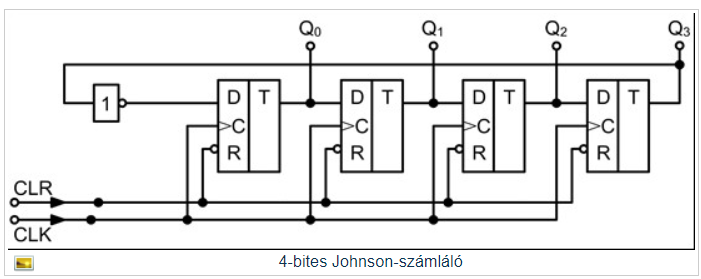 Q0 Q1 Q2 Q3
1 D T D T D T D T
C C C C
R R R R
CLR
CLK
4-bites Johnson-számláló